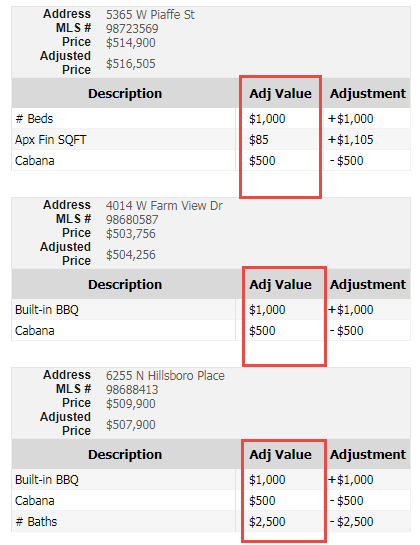 Address 5365 W Piaffe St
MLS # 98723569
Price $514,900
Adjusted Price $516,505
Description Adj Value Adjustment
# Beds $1,000 +$1,000
Apx Fin SQFT $85 +$1,105
Cabana $500 - $500
Address 4014 W Farm View Dr
MLS # 98680587
Price $503,756
Adjusted Price $504,256
Description Adj Value Adjustment
Built-in BBQ $1,000 +$1,000
Cabana $500 - $500
Address 6255 N Hillsboro Place
MLS # 98688413
Price $509,900
Adjusted Price $507,900
Description Adj Value Adjustment
Built-in BBQ $1,000 +$1,000
Cabana $500 - $500
# Baths $2,500 - $2,500